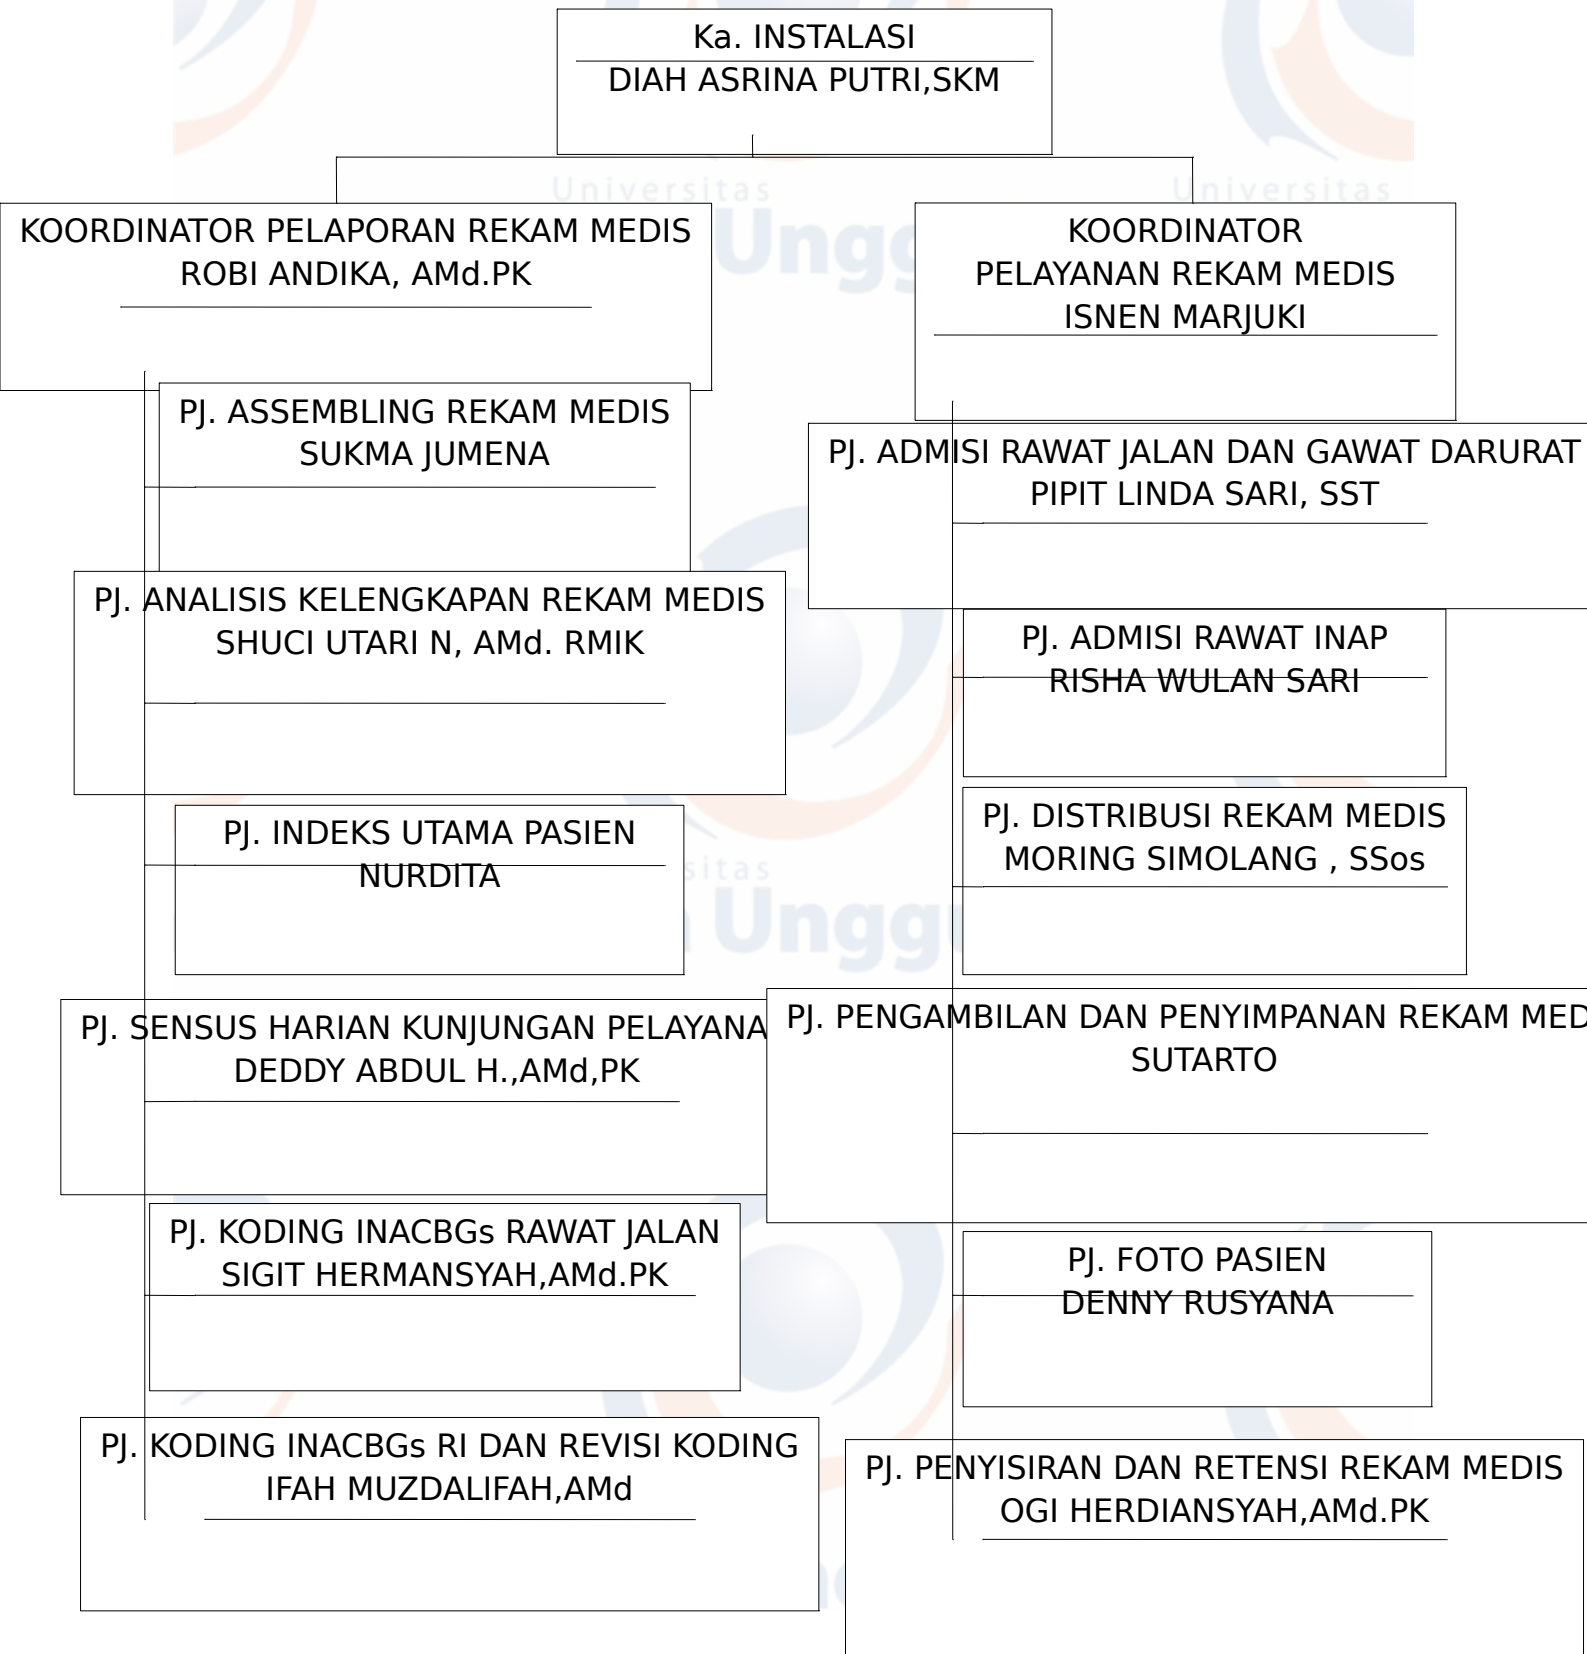 Ka. INSTALASI
DIAH ASRINA PUTRI,SKM
Universitas
Universitas
KOORDINATOR PELAPORAN REKAM MEDIS
ROBI ANDIKA, AMd.PK
KOORDINATOR
PELAYANAN REKAM MEDIS
ISNEN MARJUKI
PJ. ASSEMBLING REKAM MEDIS
SUKMA JUMENA
PJ. ANALISIS KELENGKAPAN REKAM MEDIS
SHUCI UTARI N, AMd. RMIK
PJ. INDEKS UTAMA PASIEN
NURDITA
PJ. SENSUS HARIAN KUNJUNGAN PELAYANA
DEDDY ABDUL H.,AMd,PK
PJ. KODING INACBGs RAWAT JALAN
SIGIT HERMANSYAH,AMd.PK
PJ. KODING INACBGs RI DAN REVISI KODING
IFAH MUZDALIFAH,AMd
PJ. ADMISI RAWAT JALAN DAN GAWAT DARURAT
PIPIT LINDA SARI, SST
PJ. ADMISI RAWAT INAP
RISHA WULAN SARI
PJ. DISTRIBUSI REKAM MEDIS
MORING SIMOLANG , SSos
PJ. PENGAMBILAN DAN PENYIMPANAN REKAM MED
SUTARTO
PJ. FOTO PASIEN
DENNY RUSYANA
PJ. PENYISIRAN DAN RETENSI REKAM MEDIS
OGI HERDIANSYAH,AMd.PK